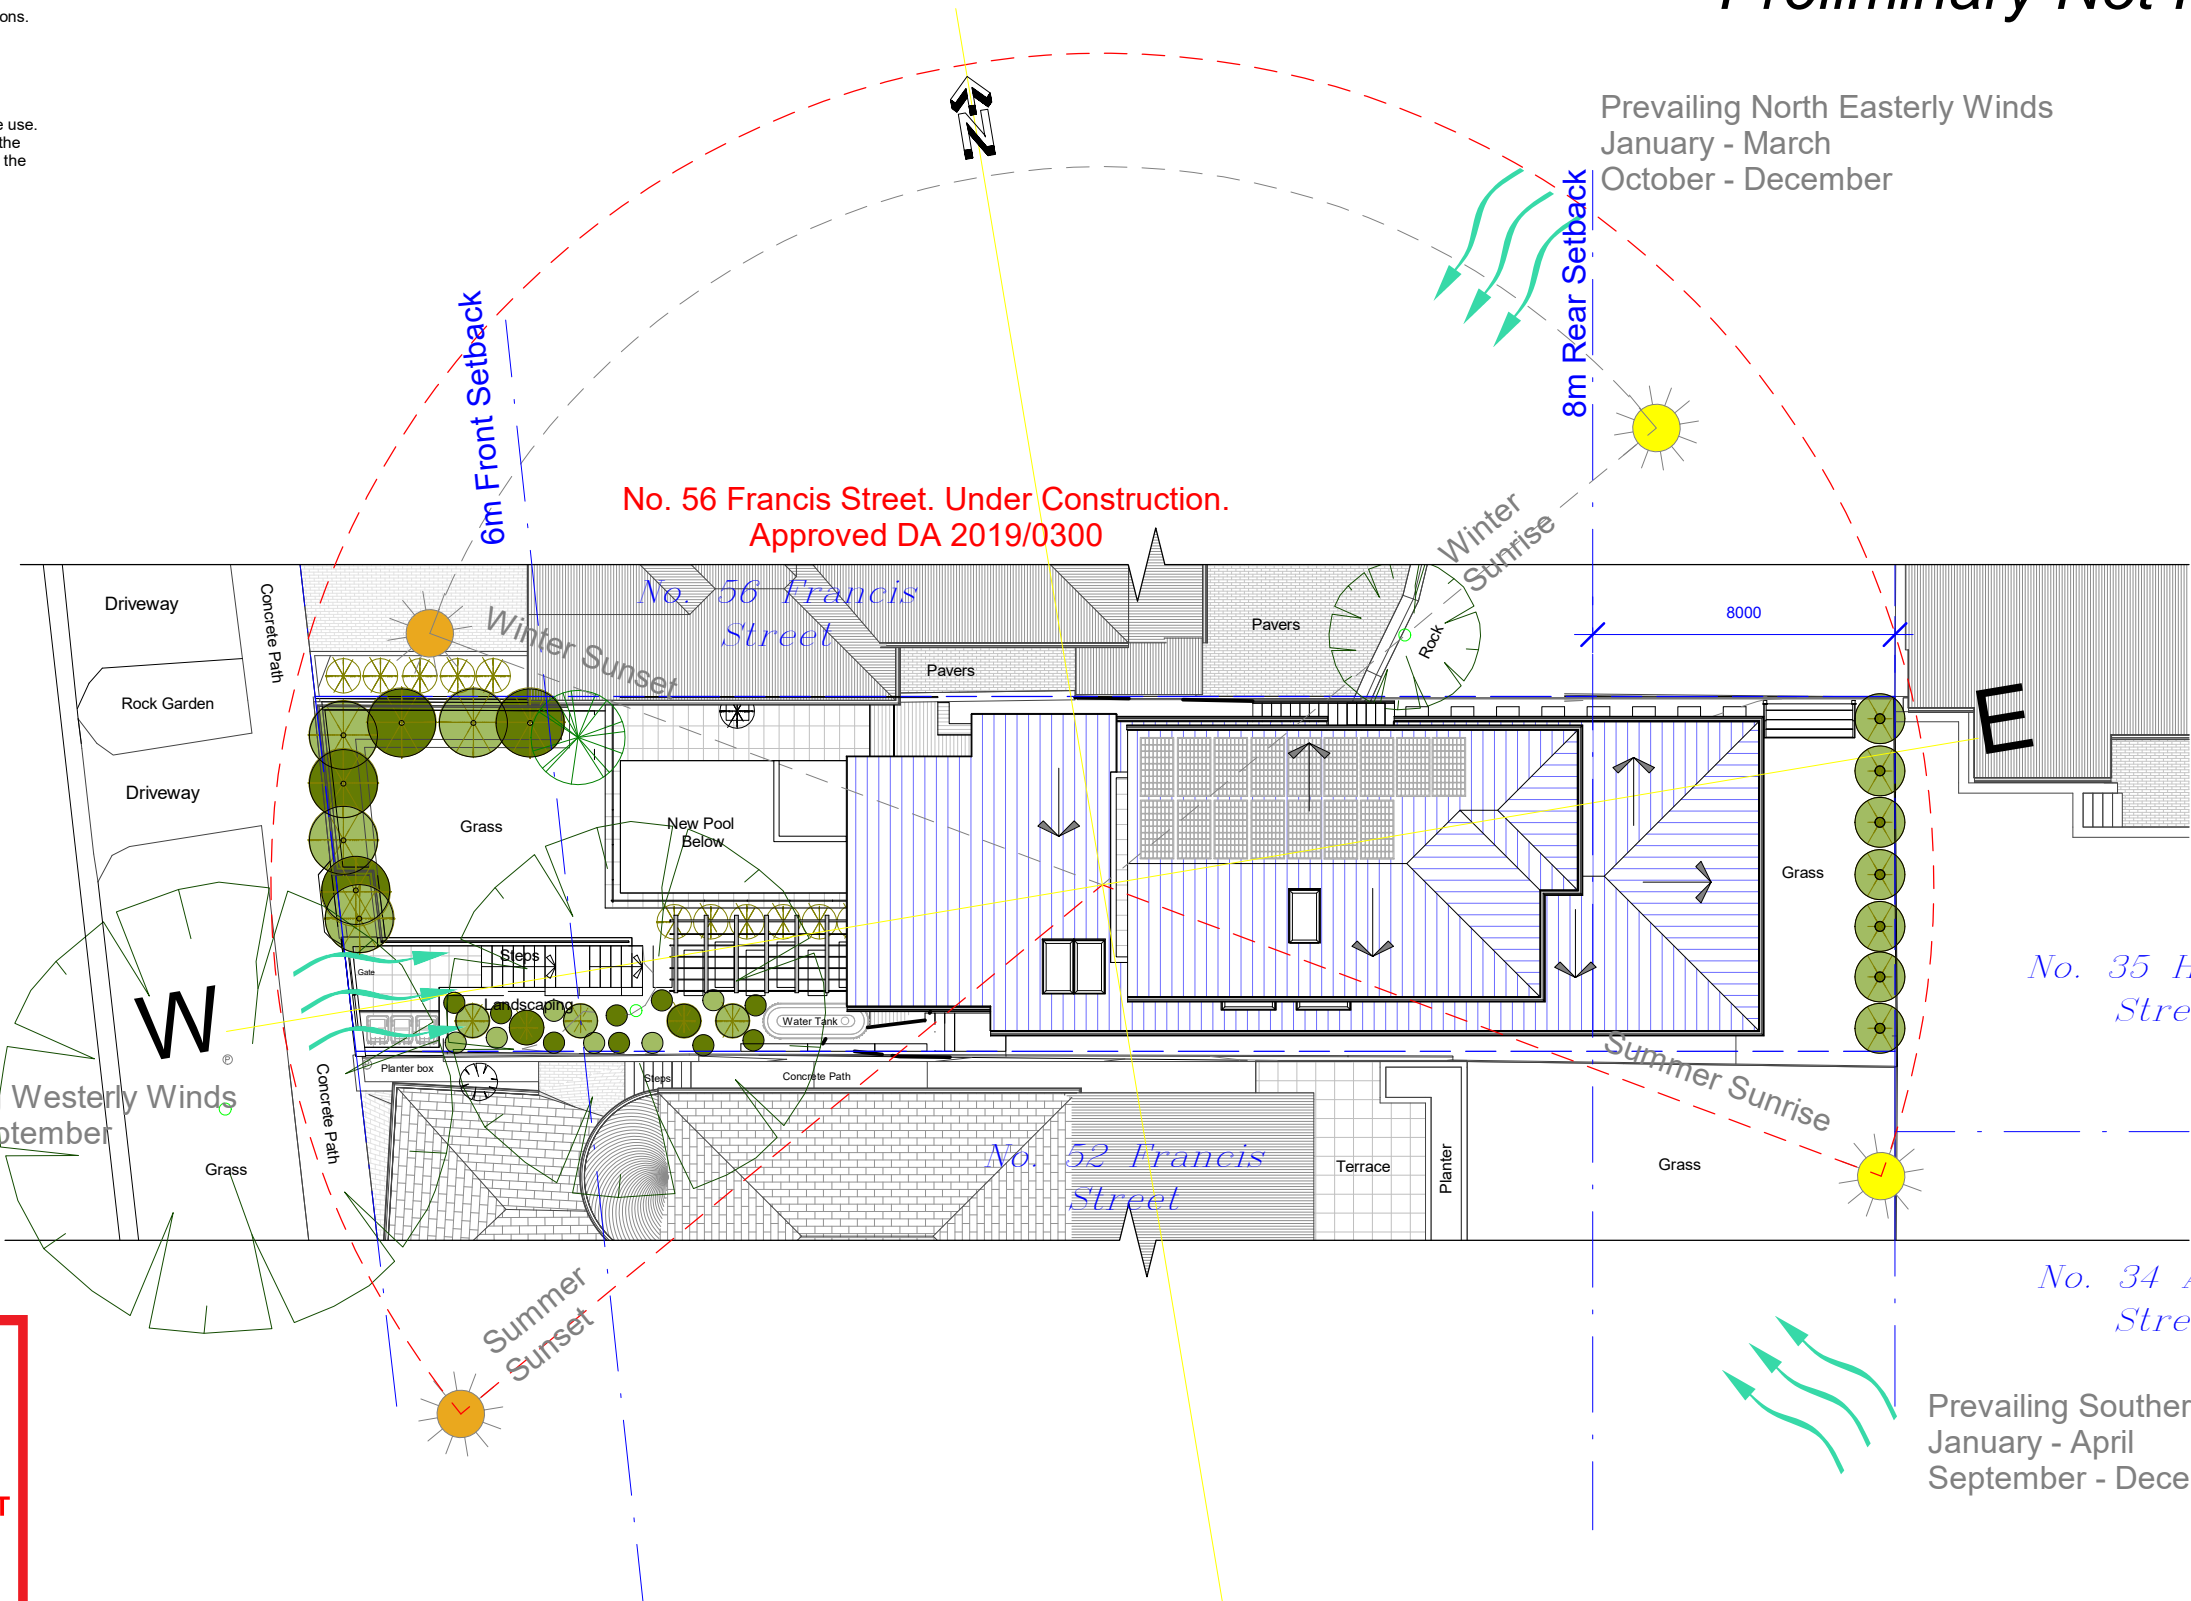 ons.
Preliminary Not
e use.
the
the
N
Prevailing North Easterly Winds
January - March
October - December
8m Rear Setback
6m Front Setback
No. 56 Francis Street. Under Construction.
Approved DA 2019/0300
Winter
Sunrise
Driveway
Concrete Path
No. 56 Francis
Street
Winter Sunset
Pavers
Pavers
Rock
8000
Rock Garden
E
Driveway
Grass
New Pool
Below
Grass
Steps
Gate
Landscaping
Water Tank
W
P
No. 35 H
Stre
Summer Sunrise
Planter box
Steps
Concrete Path
Concrete Path
Westerly Winds
ptember
Grass
No. 52 Francis
Street
Terrace
Planter
Grass
Summer
Sunset
No. 34
Stre
Prevailing Souther
January - April
September - Dece
T